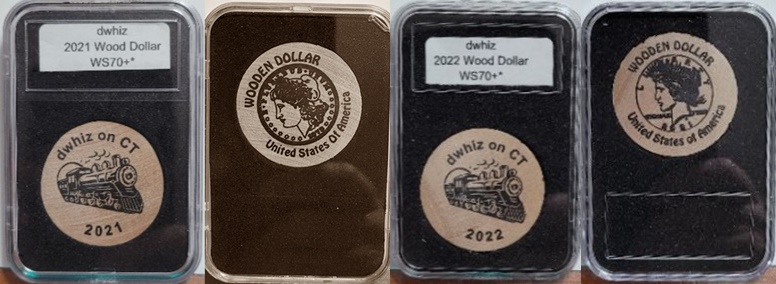 dwhiz
2021 Wood Dollar
WS70+*
dwhiz on CT
2021
WOODEN DOLLAR
United States Of America
dwhiz
2022 Wood Dollar
WS70+*
dwhiz on CT
2022
WOODEN DOLLAR
United States Of America